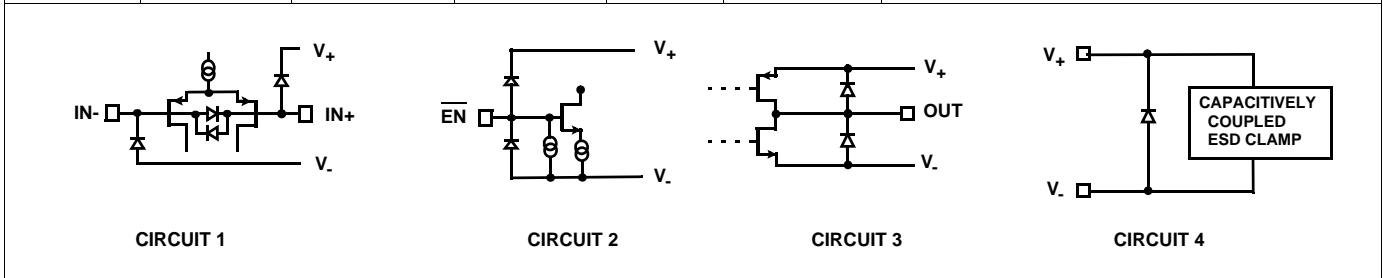 V+
IN-
IN+
V-
CIRCUIT 1
V+
EN
V-
CIRCUIT 2
V+
OUT
V-
CIRCUIT 3
V+
CAPACITIVELY
COUPLED
ESD CLAMP
V-
CIRCUIT 4